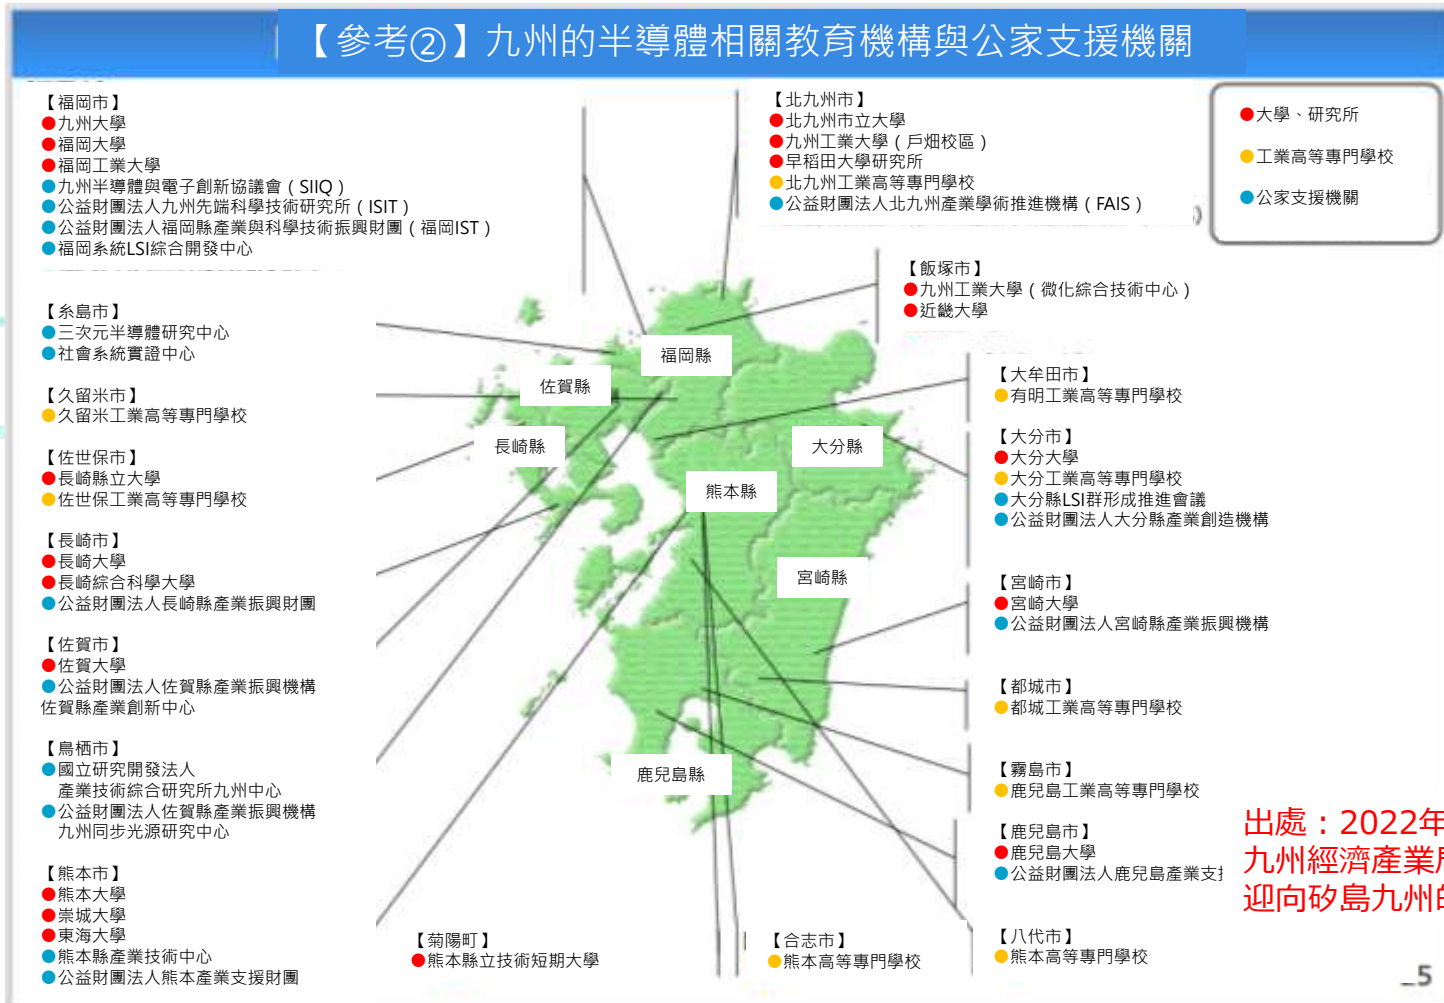 【參考②】九州的半導體相關教育機構與公家支援機關
【福岡市】
●九州大學
●福岡大學
●福岡工業大學
●九州半導體與電子創新協議會（SIIQ）
●公益財團法人九州先端科學技術研究所（ISIT）
●公益財團法人福岡縣產業與科學技術振興財團（福岡IST）
●福岡系統LSI綜合開發中心
【北九州市】
●北九州市立大學
●九州工業大學（戶畑校區）
●早稻田大學研究所
●北九州工業高等專門學校
●公益財團法人北九州產業學術推進機構（FAIS）
●大學、研究所
●工業高等專門學校
●公家支援機關
【飯塚市】
●九州工業大學（微化綜合技術中心）
●近畿大學
【糸島市】
●三次元半導體研究中心
●社會系統實證中心
【久留米市】
●久留米工業高等專門學校
【佐世保市】
●長崎縣立大學
●佐世保工業高等專門學校
【長崎市】
●長崎大學
●長崎綜合科學大學
●公益財團法人長崎縣產業振興財團
【佐賀市】
●佐賀大學
●公益財團法人佐賀縣產業振興機構
佐賀縣產業創新中心
【鳥栖市】
●國立研究開發法人
產業技術綜合研究所九州中心
●公益財團法人佐賀縣產業振興機構
九州同步光源研究中心
【熊本市】
●熊本大學
●崇城大學
●東海大學
●熊本縣產業技術中心
●公益財團法人熊本產業支援財團
福岡縣
佐賀縣
長崎縣
大分縣
熊本縣
宮崎縣
鹿兒島縣
【大牟田市】
●有明工業高等專門學校
【大分市】
●大分大學
●大分工業高等專門學校
●大分縣LSI群形成推進會議
●公益財團法人大分縣產業創造機構
【宮崎市】
●宮崎大學
●公益財團法人宮崎縣產業振興機構
【都城市】
●都城工業高等專門學校
【霧島市】
●鹿兒島工業高等專門學校
【鹿兒島市】
●鹿兒島大學
●公益財團法人鹿兒島產業支
【八代市】
●熊本高等專門學校
【菊陽町】
●熊本縣立技術短期大學
【合志市】
●熊本高等專門學校
出處：2022年
九州經濟產業
迎向矽島九州的
5